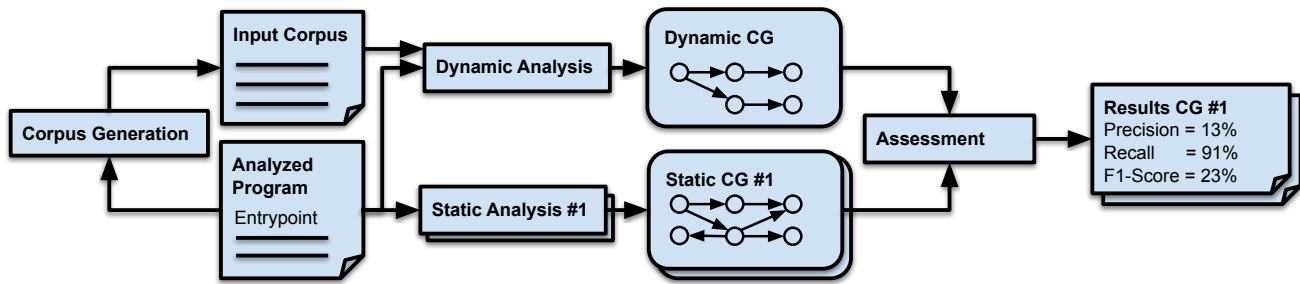 Input Corpus
Dynamic Analysis
Dynamic CG
Corpus Generation
Analyzed
Program
Entrypoint
Static Analysis #1
Static CG #1
Assessment
Results CG #1
Precision = 13%
Recall = 91%
F1-Score = 23%